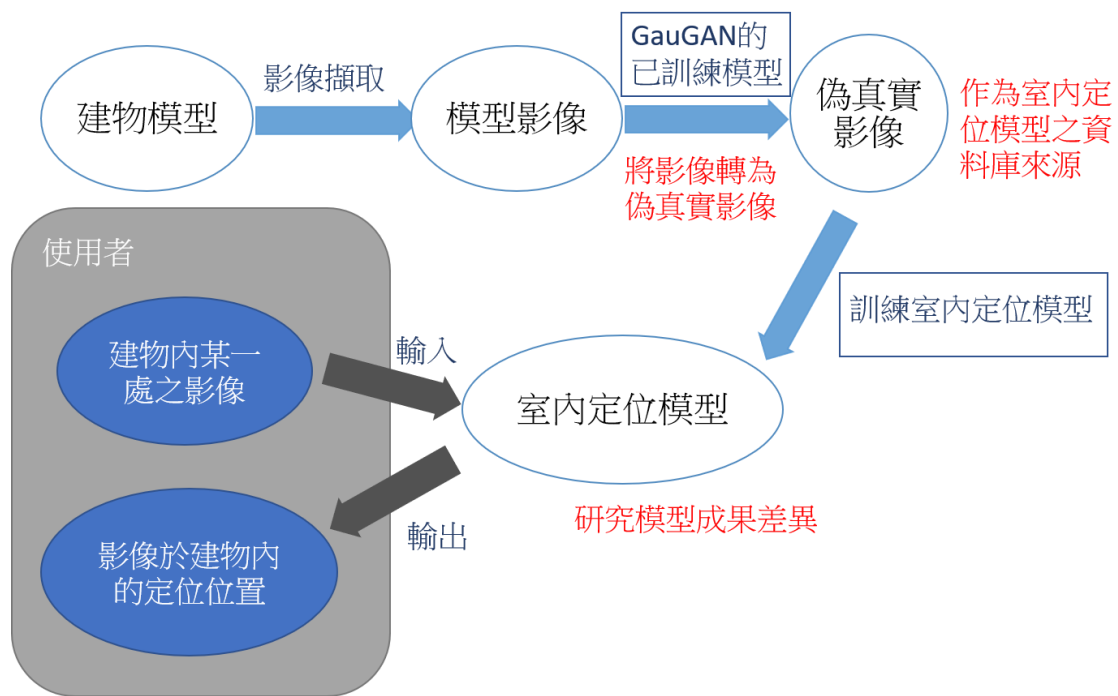 建物模型
影像擷取
模型影像
GauGAN的
已訓練模型
將影像轉為
偽真實影像
偽真實
影像
作為室內定
位模型之資
料庫來源
訓練室內定位模型
使用者
建物內某一
處之影像
輸入
室內定位模型
研究模型成果差異
輸出
影像於建物內
的定位位置